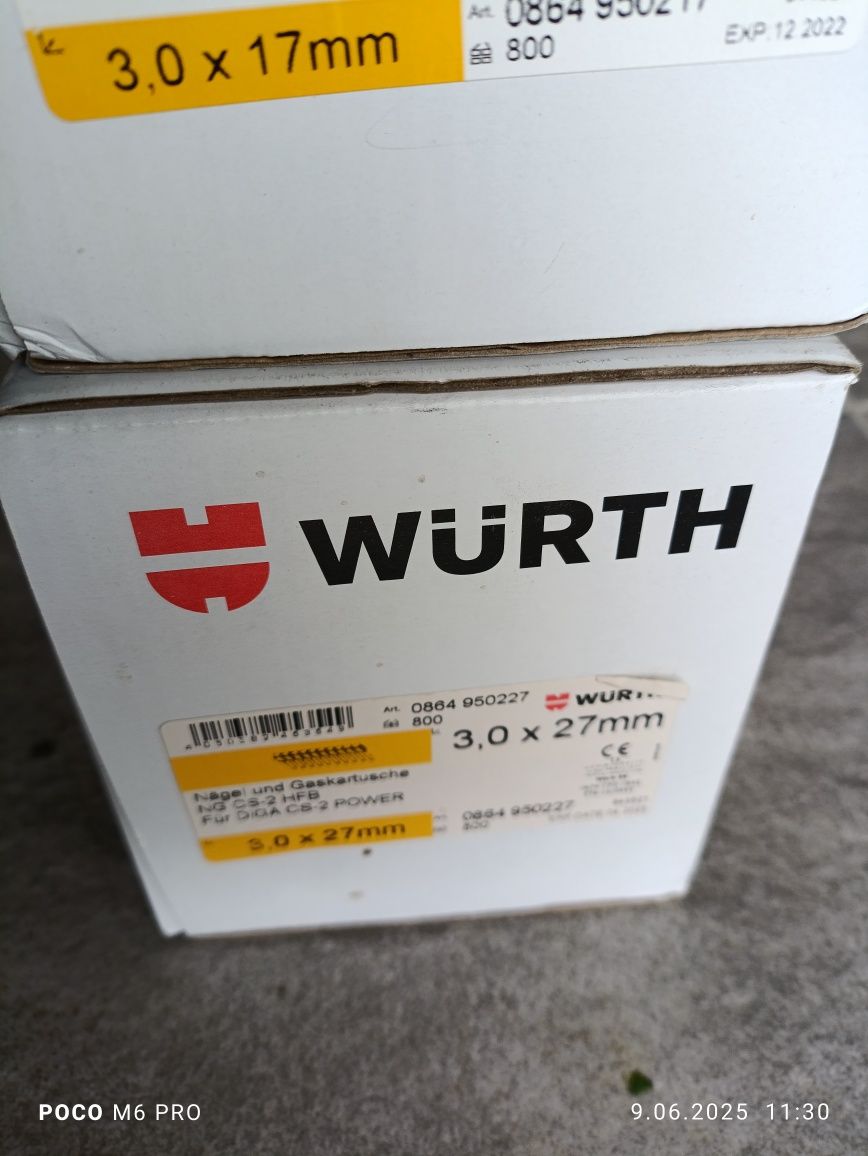 Art. 0864 950217
3,0 x 17mm
800
EXP.12.2022
WÜRTH
Art. 0864 950227
WÜRTH
800
3,0 x 27mm
CE
Nägel und Gaskartusche
NG CS-2 HFB
Für DIGA CS-2 POWER
0864 950227
800
3,0 x 27mm
POCO M6 PRO
9.06.2025 11:30